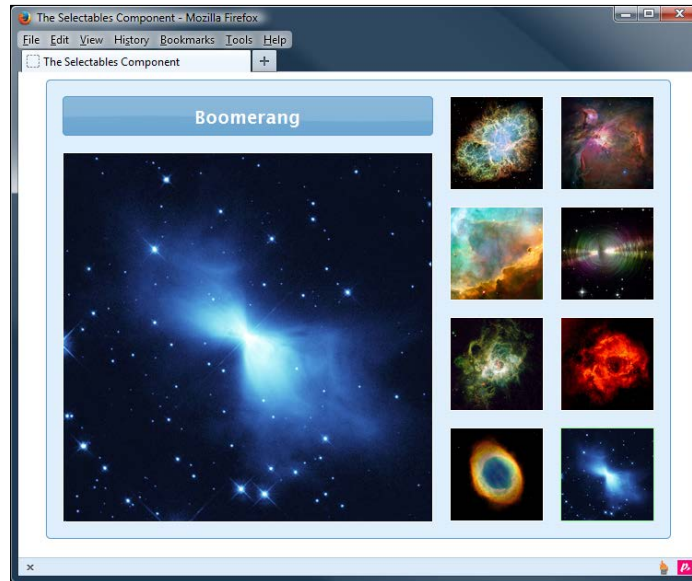 The Selectables Component - Mozilla Firefox
File Edit View History Bookmarks Tools Help
The Selectables Component
Boomerang